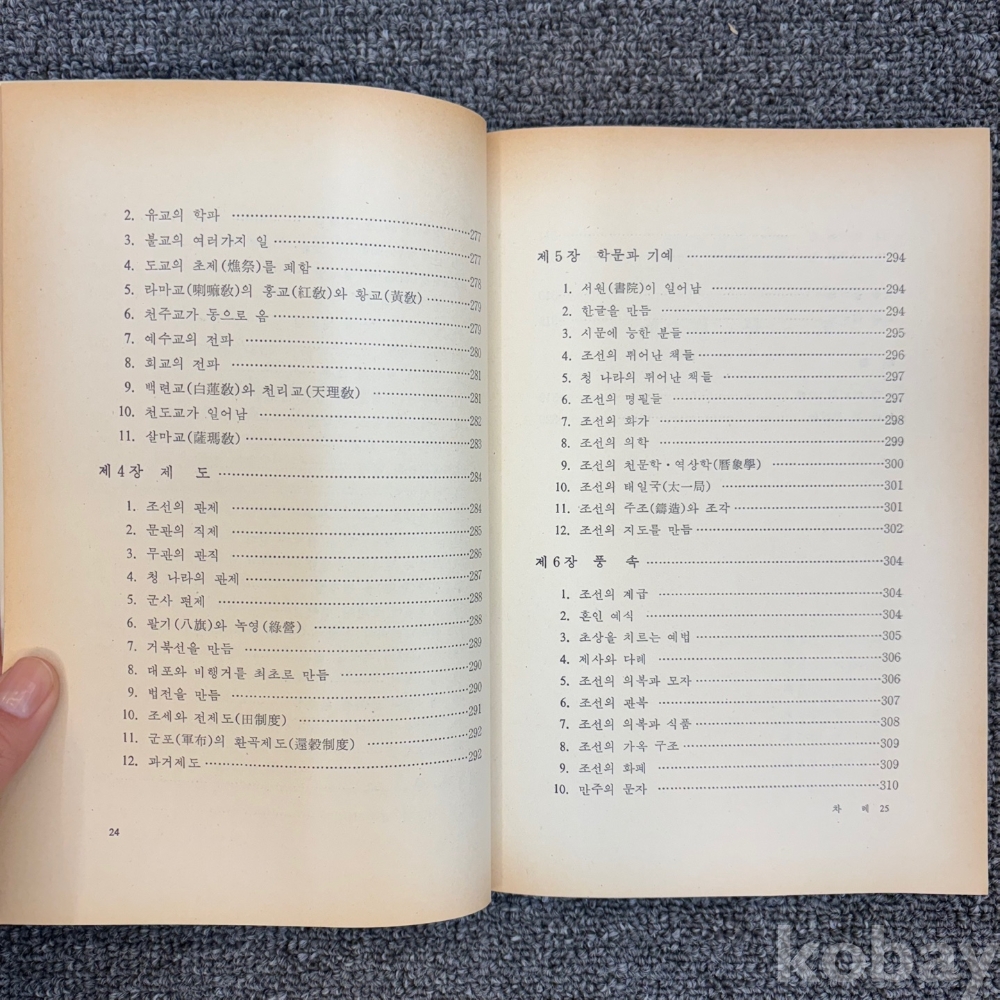 2. 유교의 학파 ……277
3. 불교의 여러가지 일 ……277
4. 도교의 초제(醮祭)를 폐함 ……278
5. 라마교(喇嘛敎)의 홍교(紅敎)와 황교(黃敎) ……279
6. 천주교가 동으로 옴 ……279
7. 예수교의 전파 ……280
8. 회교의 전파 ……281
9. 백련교(白蓮敎)와 천리교(天理敎) ……281
10. 천도교가 일어남 ……282
11. 살마교(薩瑪敎) ……283
제4장 제 도 ……284
1. 조선의 관제 ……284
2. 문관의 직제 ……285
3. 무관의 관직 ……286
4. 청 나라의 관제 ……287
5. 군사 편제 ……288
6. 팔기(八旗)와 녹영(綠營) ……288
7. 거북선을 만듬 ……289
8. 대포와 비행거를 최초로 만듬 ……290
9. 법전을 만듬 ……290
10. 조세와 전제도(田制度) ……291
11. 군포(軍布)의 환곡제도(還穀制度) ……292
12. 과거제도 ……292
24
제5장 학문과 기예 ……294
1. 서원(書院)이 일어남 ……294
2. 한글을 만듬 ……294
3. 시문에 능한 분들 ……295
4. 조선의 뛰어난 책들 ……296
5. 청 나라의 뛰어난 책들 ……297
6. 조선의 명필들 ……297
7. 조선의 화가 ……298
8. 조선의 의학 ……299
9. 조선의 천문학·역상학(曆象學) ……300
10. 조선의 태일국(太一局) ……301
11. 조선의 주조(鑄造)와 조각 ……301
12. 조선의 지도를 만듬 ……302
제6장 풍 속 ……304
1. 조선의 계급 ……304
2. 혼인 예식 ……304
3. 초상을 치르는 예법 ……305
4. 제사와 다례 ……306
5. 조선의 의복과 모자 ……306
6. 조선의 관복 ……307
7. 조선의 의복과 식품 ……308
8. 조선의 가옥 구조 ……309
9. 조선의 화폐 ……309
10. 만주의 문자 ……310
차 례 25
kobay